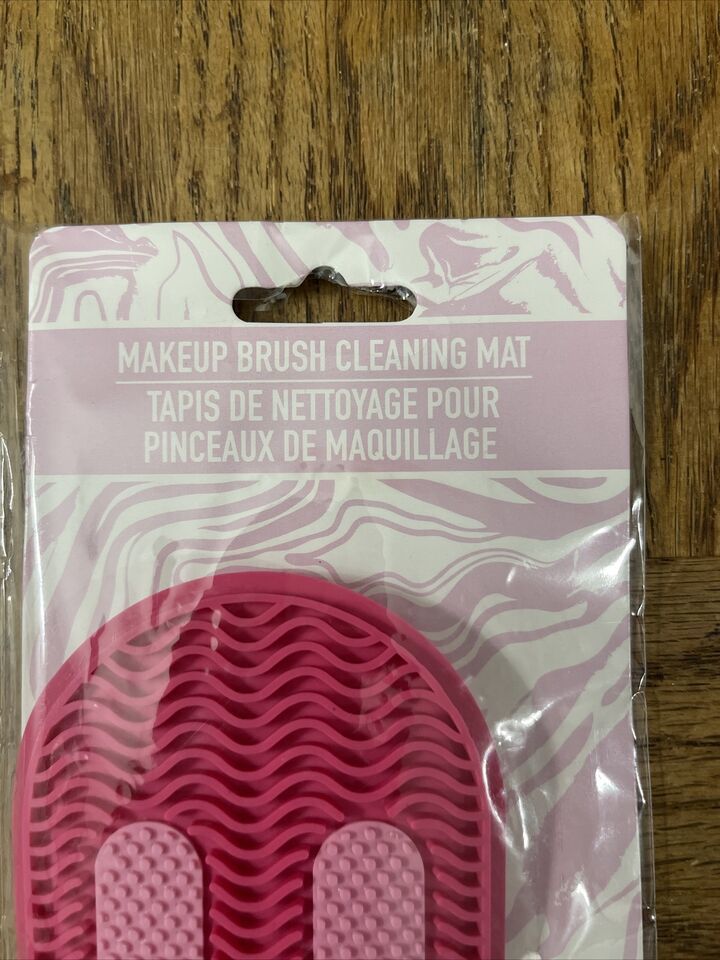 MAKEUP BRUSH CLEANING MAT
TAPIS DE NETTOYAGE POUR
PINCEAUX DE MAQUILLAGE